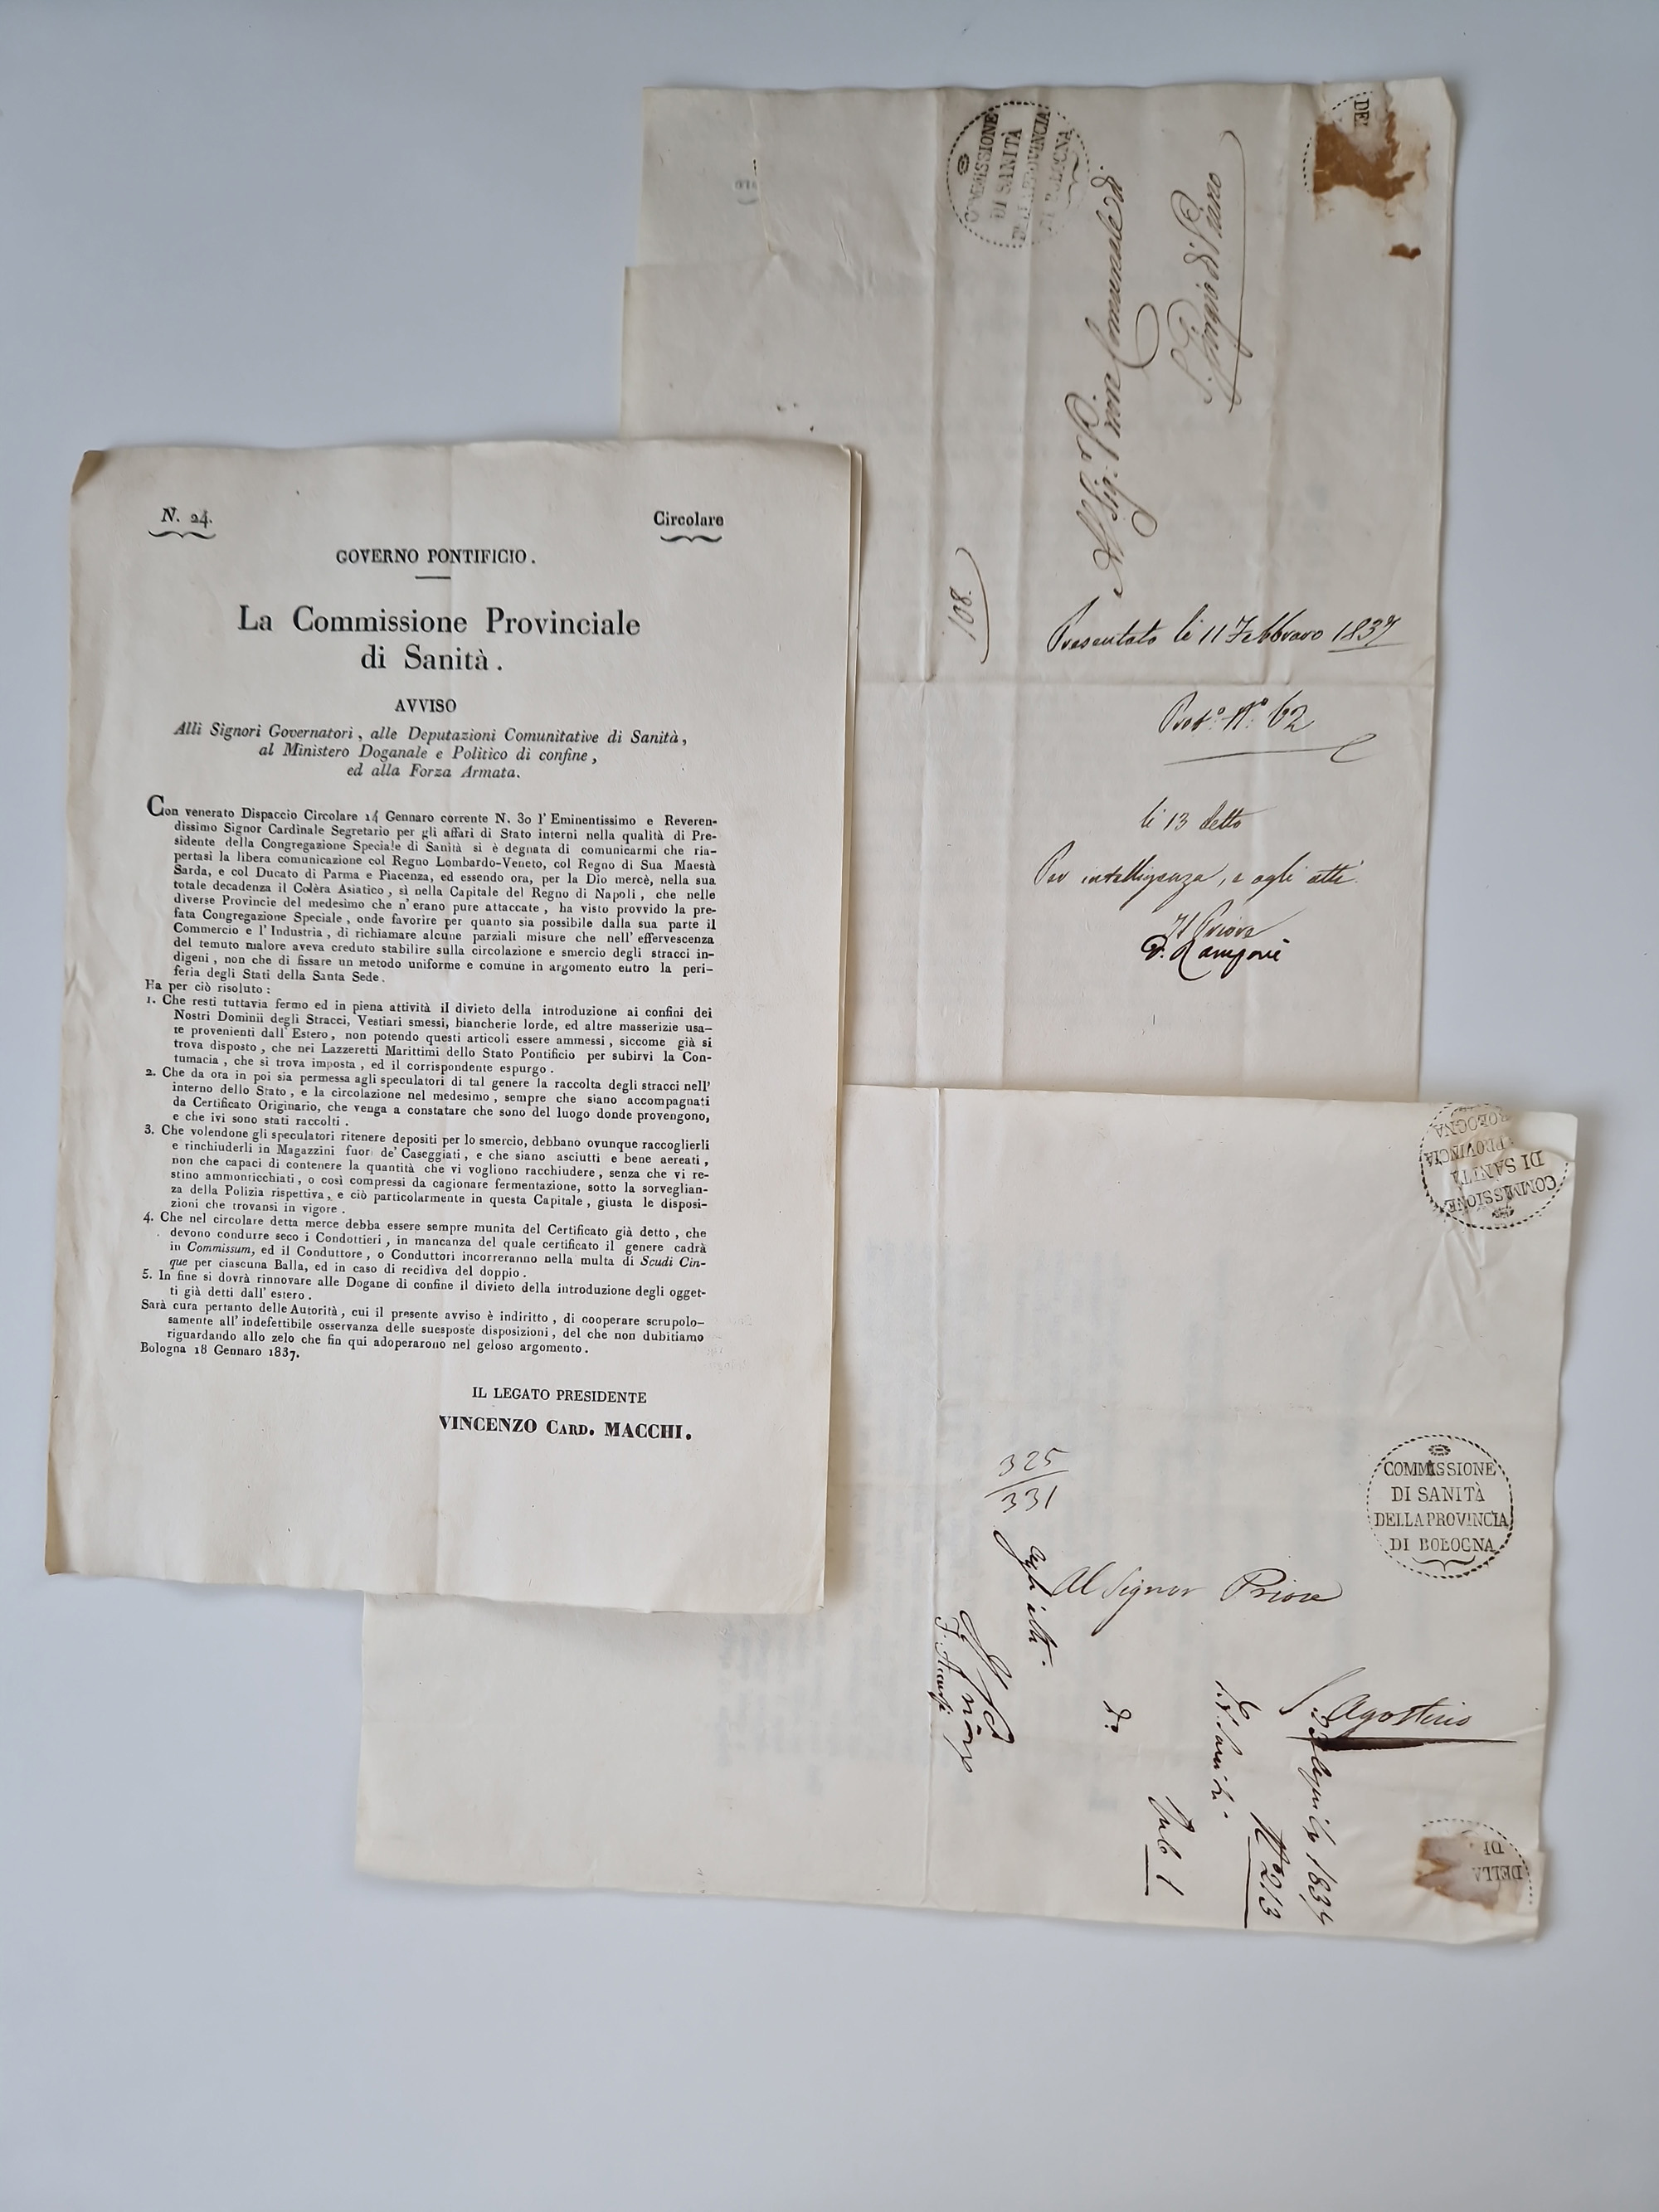 N. 24.
Circolare
GOVERNO PONTIFICIO.
La Commissione Provinciale
di Sanità.
AVVISO
Alli Signori Governatori, alle Deputazioni Comunitative di Sanità,
al Ministero Doganale e Politico di confine,
ed alla Forza Armata.
Con venerato Dispaccio Circolare 14 Gennaro corrente N. 30 l'Eminentissimo e Reveren-
dissimo Signor Cardinale Segretario per gli affari di Stato interni nella qualità di Pre-
sidente della Congregazione Speciale di Sanità si è degnata di comunicarmi che ria-
pertasi la libera comunicazione col Regno Lombardo-Veneto, col Regno di Sua Maestà
Sarda, e col Ducato di Parma e Piacenza, ed essendo ora, per la Dio mercè, nella sua
totale decadenza il Colèra Asiatico, sì nella Capitale del Regno di Napoli, che nelle
diverse Provincie del medesimo che n'erano pure attaccate, ha visto provvido la pre-
fata Congregazione Speciale, onde favorire per quanto sia possibile dalla sua parte il
Commercio e l'Industria, di richiamare alcune parziali misure che nell'effervescenza
del temuto malore aveva creduto stabilire sulla circolazione e smercio degli stracci in-
digeni, non che di fissare un metodo uniforme e comune in argomento entro la peri-
feria degli Stati della Santa Sede.
Ha per ciò risoluto:
1. Che resti tuttavia fermo ed in piena attività il divieto della introduzione ai confini dei
Nostri Dominii degli Stracci, Vestiari smessi, biancherie lorde, ed altre masserizie usa-
te provenienti dall'Estero, non potendo questi articoli essere ammessi, siccome già si
trova disposto, che nei Lazzeretti Marittimi dello Stato Pontificio per subirvi la Con-
tumacia, che si trova imposta, ed il corrispondente espurgo.
2. Che da ora in poi sia permessa agli speculatori di tal genere la raccolta degli stracci nell'
interno dello Stato, e la circolazione nel medesimo, sempre che siano accompagnati
da Certificato Originario, che venga a constatare che sono del luogo donde provengono,
e che ivi sono stati raccolti.
3. Che volendone gli speculatori ritenere depositi per lo smercio, debbano ovunque raccoglierli
e rinchiuderli in Magazzini fuori de' Caseggiati, e che siano asciutti e bene aereati,
non che capaci di contenere la quantità che vi vogliono racchiudere, senza che vi re-
stino ammonticchiati, o così compressi da cagionare fermentazione, sotto la sorveglian-
za della Polizia rispettiva, e ciò particolarmente in questa Capitale, giusta le disposi-
zioni che trovansi in vigore.
4. Che nel circolare detta merce debba essere sempre munita del Certificato già detto, che
devono condurre seco i Condottieri, in mancanza del quale certificato il genere cadrà
in Commissum, ed il Conduttore, o Conduttori incorreranno nella multa di Scudi Cin-
que per ciascuna Balla, ed in caso di recidiva del doppio.
5. In fine si dovrà rinnovare alle Dogane di confine il divieto della introduzione degli ogget-
ti già detti dall'estero.
Sarà cura pertanto delle Autorità, cui il presente avviso è indiritto, di cooperare scrupolo-
samente all'indefettibile osservanza delle suesposte disposizioni, del che non dubitiamo
riguardando allo zelo che fin qui adoperarono nel geloso argomento.
Bologna 18 Gennaro 1837.
IL LEGATO PRESIDENTE
VINCENZO CARD. MACCHI.
COMMISSIONE
DI SANITÀ
DELLA PROVINCIA
DI BOLOGNA
DEL
108.
Presentato li 11 Febbraro 1837
Prot.° N.° 62
li 13 detto
Per intelligenza, e agli atti.
Il Priore
COMMISSIONE
DI SANITÀ
PROVINCIA
BOLOGNA
COMMISSIONE
DI SANITÀ
DELLA PROVINCIA
DI BOLOGNA
325
331
Al Signor Priore
S. Agostino
agli atti.
Il Priore
N° 213
DELLA
DI